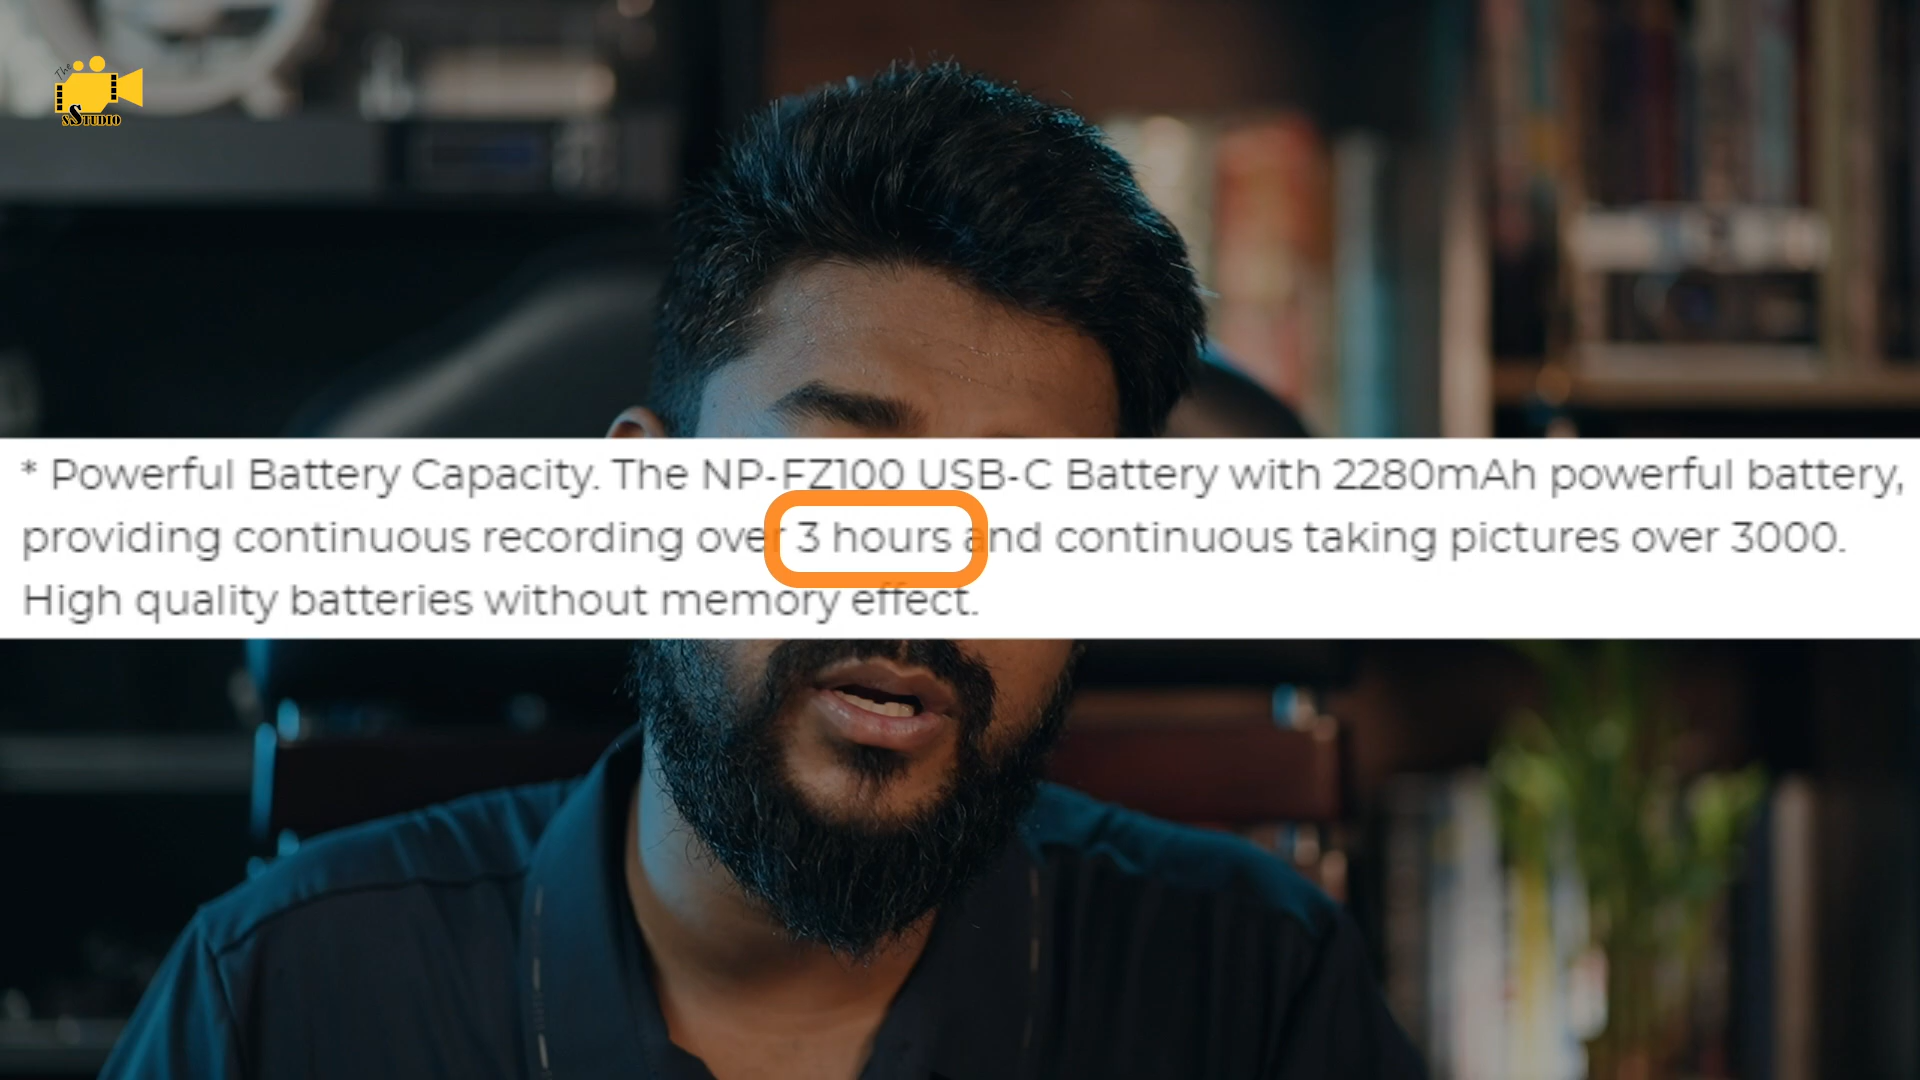 The
SSTUDIO
* Powerful Battery Capacity. The NP-FZ100 USB-C Battery with 2280mAh powerful battery,
providing continuous recording over 3 hours and continuous taking pictures over 3000.
High quality batteries without memory effect.